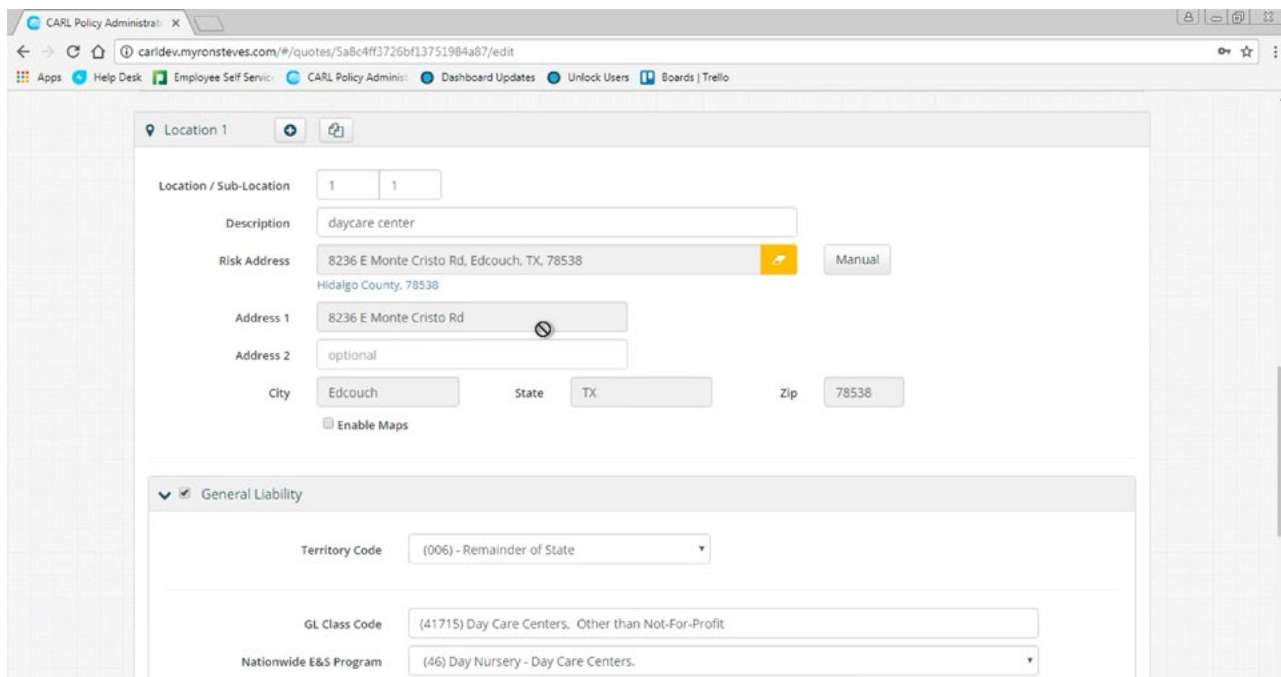 CARL Policy Administrat
carldev.myronsteves.com/#/quotes/5a8c4ff3726bf13751984a87/edit
Apps Help Desk Employee Self Servic CARL Policy Adminis Dashboard Updates Unlock Users Boards | Trello
Location 1
Location / Sub-Location 1 1
Description daycare center
Risk Address 8236 E Monte Cristo Rd, Edcouch, TX, 78538 Manual
Hidalgo County, 78538
Address 1 8236 E Monte Cristo Rd
Address 2 optional
City Edcouch State TX Zip 78538
Enable Maps
General Liability
Territory Code (006) - Remainder of State
GL Class Code (41715) Day Care Centers, Other than Not-For-Profit
Nationwide E&S Program (46) Day Nursery - Day Care Centers.